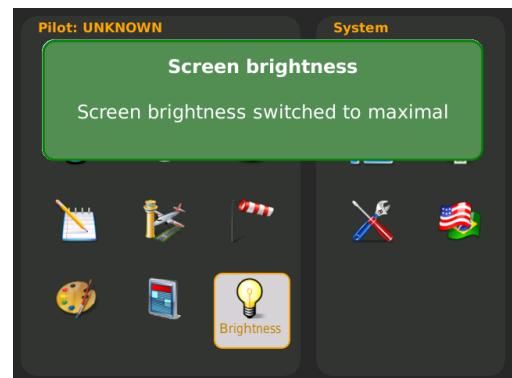 Pilot: UNKNOWN
System
Screen brightness
Screen brightness switched to maximal
Brightness